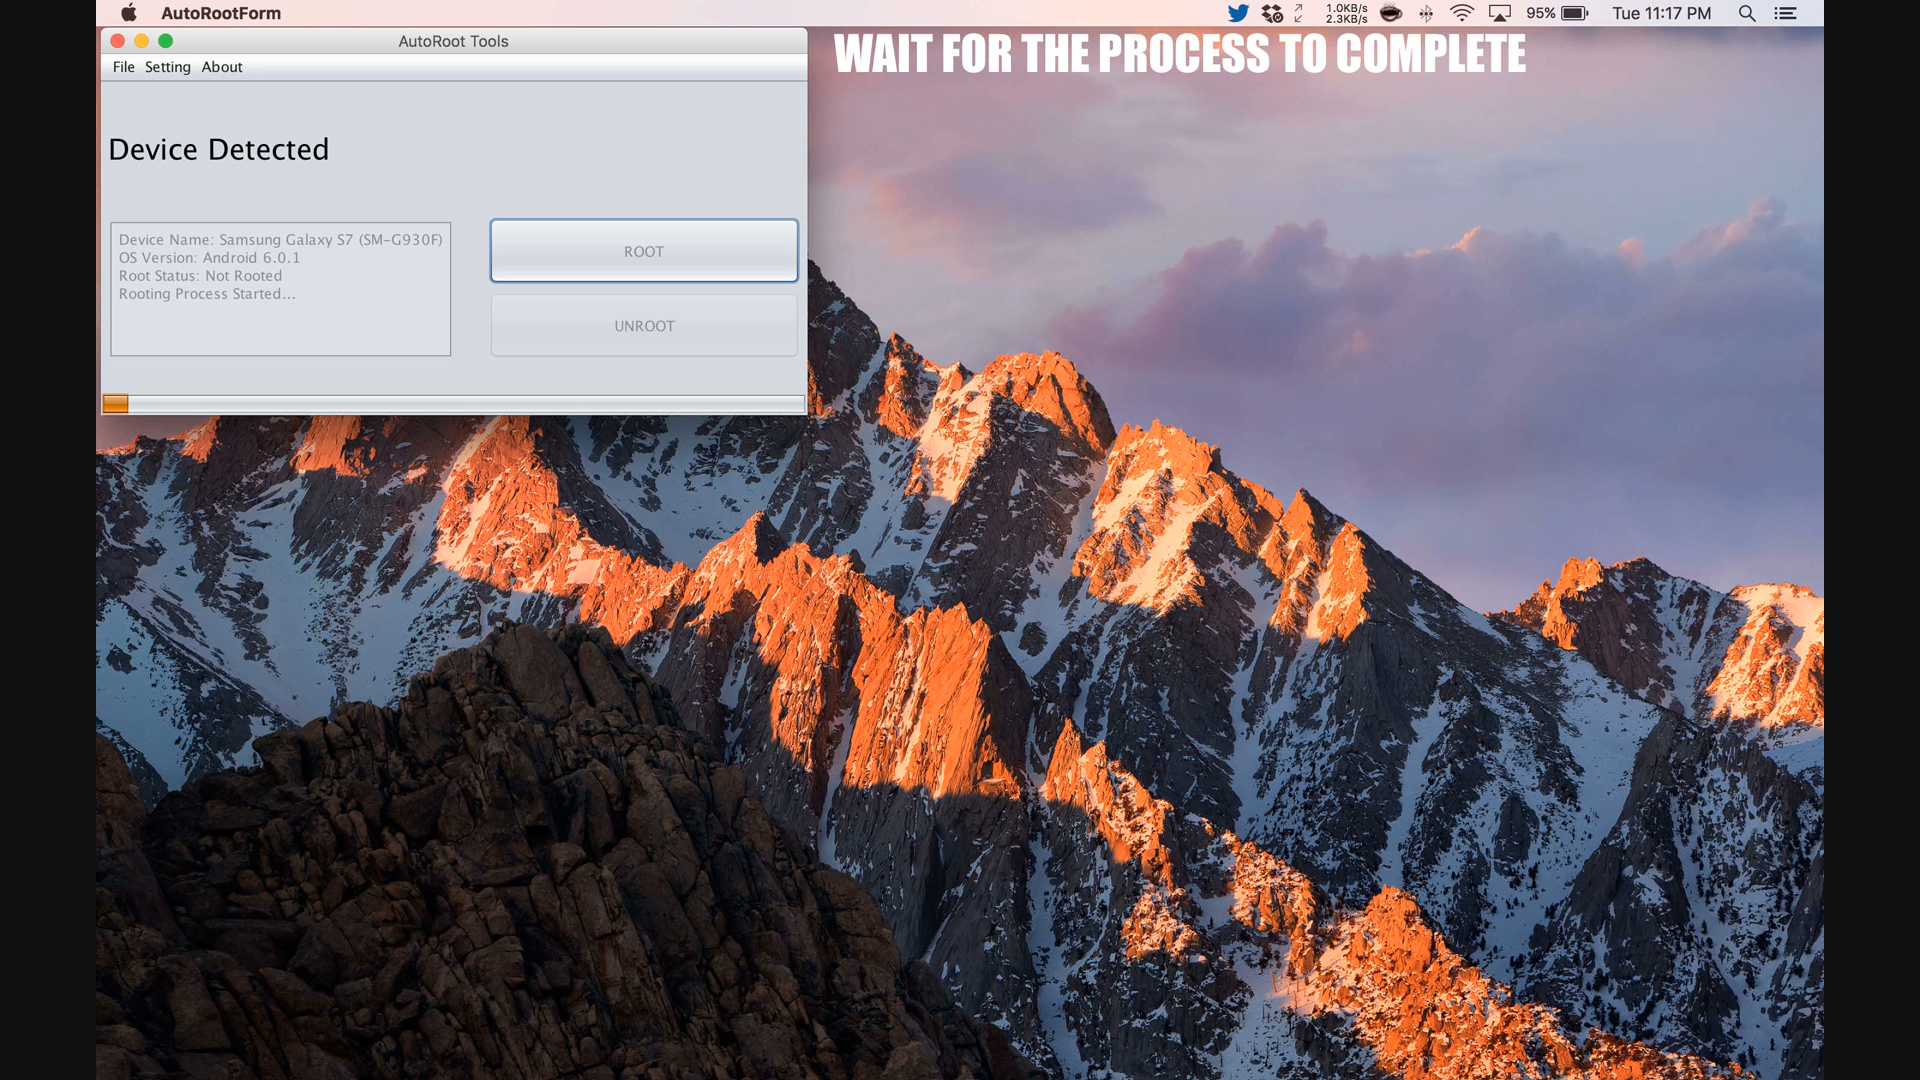 AutoRootForm
1.0KB/s
2.3KB/s
95%
Tue 11:17 PM
AutoRoot Tools
WAIT FOR THE PROCESS TO COMPLETE
File Setting About
Device Detected
Device Name: Samsung Galaxy S7 (SM-G930F)
OS Version: Android 6.0.1
Root Status: Not Rooted
Rooting Process Started...
ROOT
UNROOT